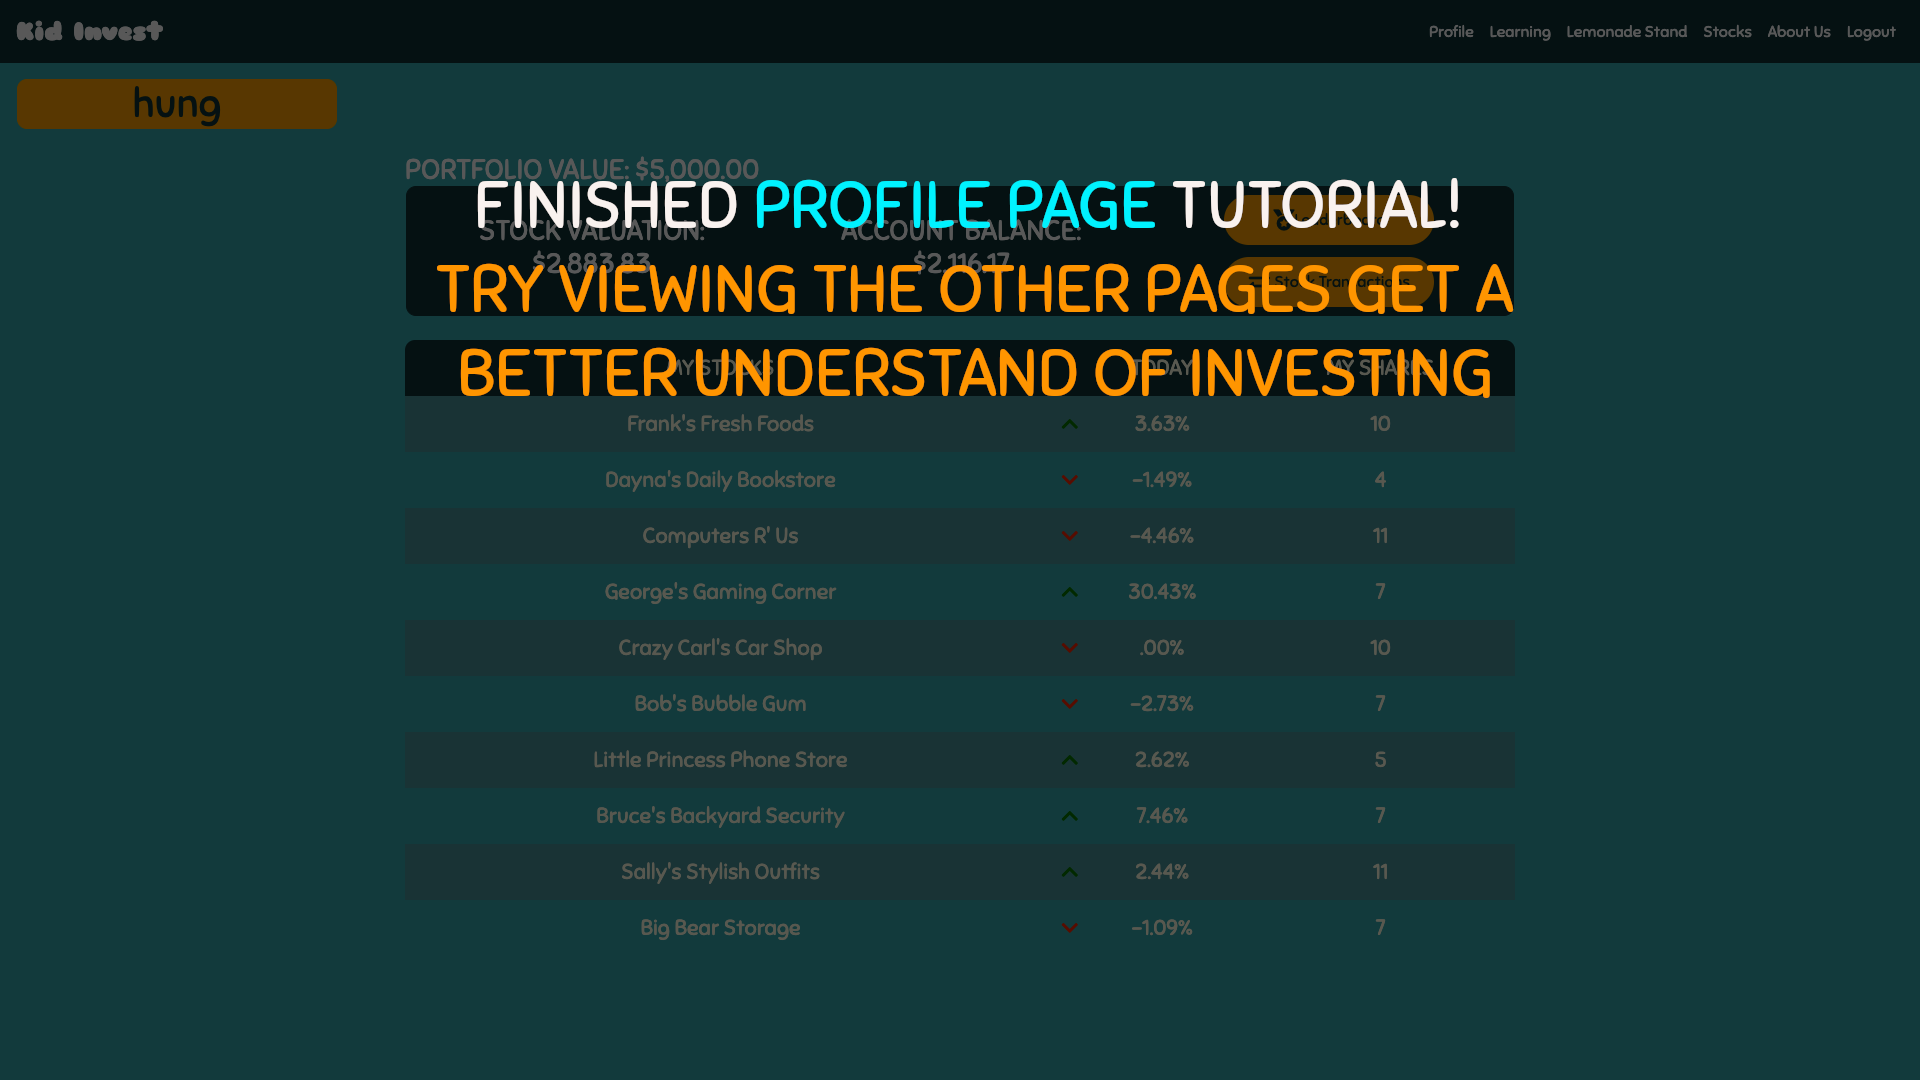 Kid Invest
Profile Learning Lemonade Stand Stocks About Us Logout
hung
PORTFOLIO VALUE: $5,000.00
FINISHED PROFILE PAGE TUTORIAL!
STOCK VALUATION: ACCOUNT BALANCE:
$2,883.83 $2,116.17
TRY VIEWING THE OTHER PAGES GET A
Stock Transactions
BETTER UNDERSTAND OF INVESTING
MY STOCKS TODAY MY SHARES
Frank's Fresh Foods 3.63% 10
Dayna's Daily Bookstore -1.49% 4
Computers R' Us -4.46% 11
George's Gaming Corner 30.43% 7
Crazy Carl's Car Shop .00% 10
Bob's Bubble Gum -2.73% 7
Little Princess Phone Store 2.62% 5
Bruce's Backyard Security 7.46% 7
Sally's Stylish Outfits 2.44% 11
Big Bear Storage -1.09% 7